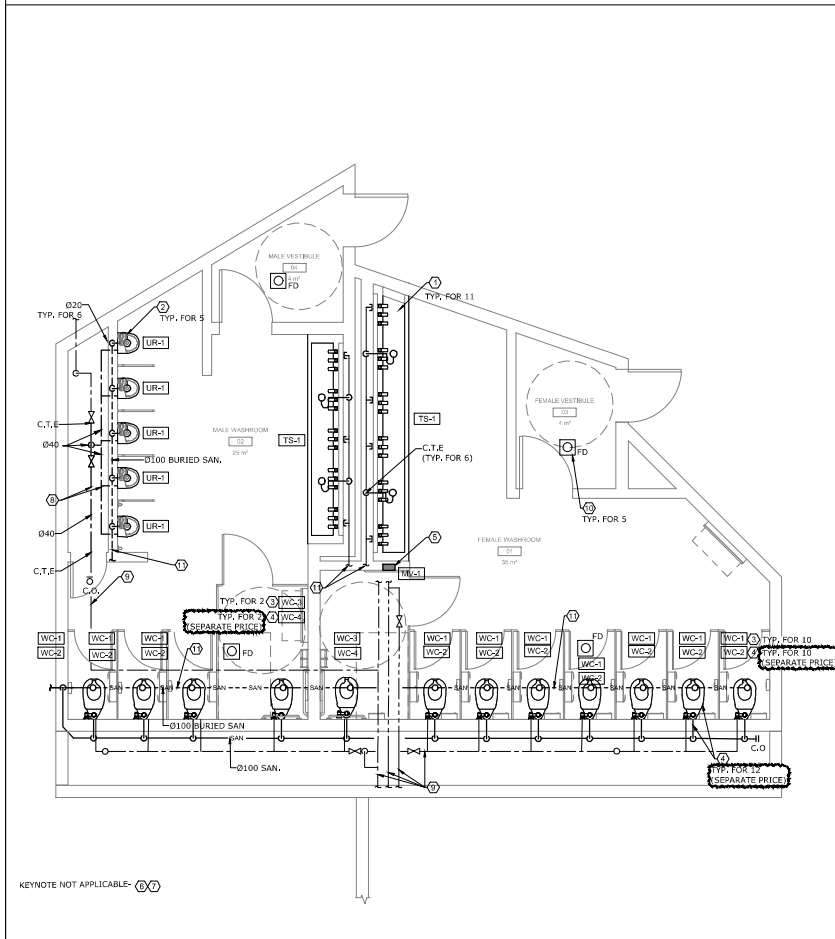 MALE VESTIBULE
04
4 m²
FD
1
TYP. FOR 11
Ø20
TYP. FOR 6
2
TYP. FOR 5
UR-1
UR-1
UR-1
UR-1
UR-1
C.T.E
Ø40
Ø100 BURIED SAN.
8
Ø40
C.T.E
9
C.O.
11
MALE WASHROOM
02
25 m²
TS-1
TS-1
C.T.E
(TYP. FOR 6)
FEMALE VESTIBULE
03
4 m²
FD
10
TYP. FOR 5
FEMALE WASHROOM
01
35 m²
5
MV-1
11
TYP. FOR 2 3 WC-3
TYP. FOR 2 4 WC-4
(SEPARATE PRICE)
FD
11
11
FD
WC-1 WC-1 WC-1 WC-3 WC-1 WC-1 WC-1 WC-1 WC-1 WC-1 WC-1 3 TYP. FOR 10
WC-2 WC-2 WC-2 WC-4 WC-2 WC-2 WC-2 WC-2 WC-2 WC-2 WC-2 4 TYP. FOR 10
(SEPARATE PRICE)
SAN SAN SAN SAN SAN SAN SAN SAN SAN SAN
Ø100 BURIED SAN
SAN
Ø100 SAN.
C.O
4
TYP. FOR 12
(SEPARATE PRICE)
9
KEYNOTE NOT APPLICABLE- 6 7